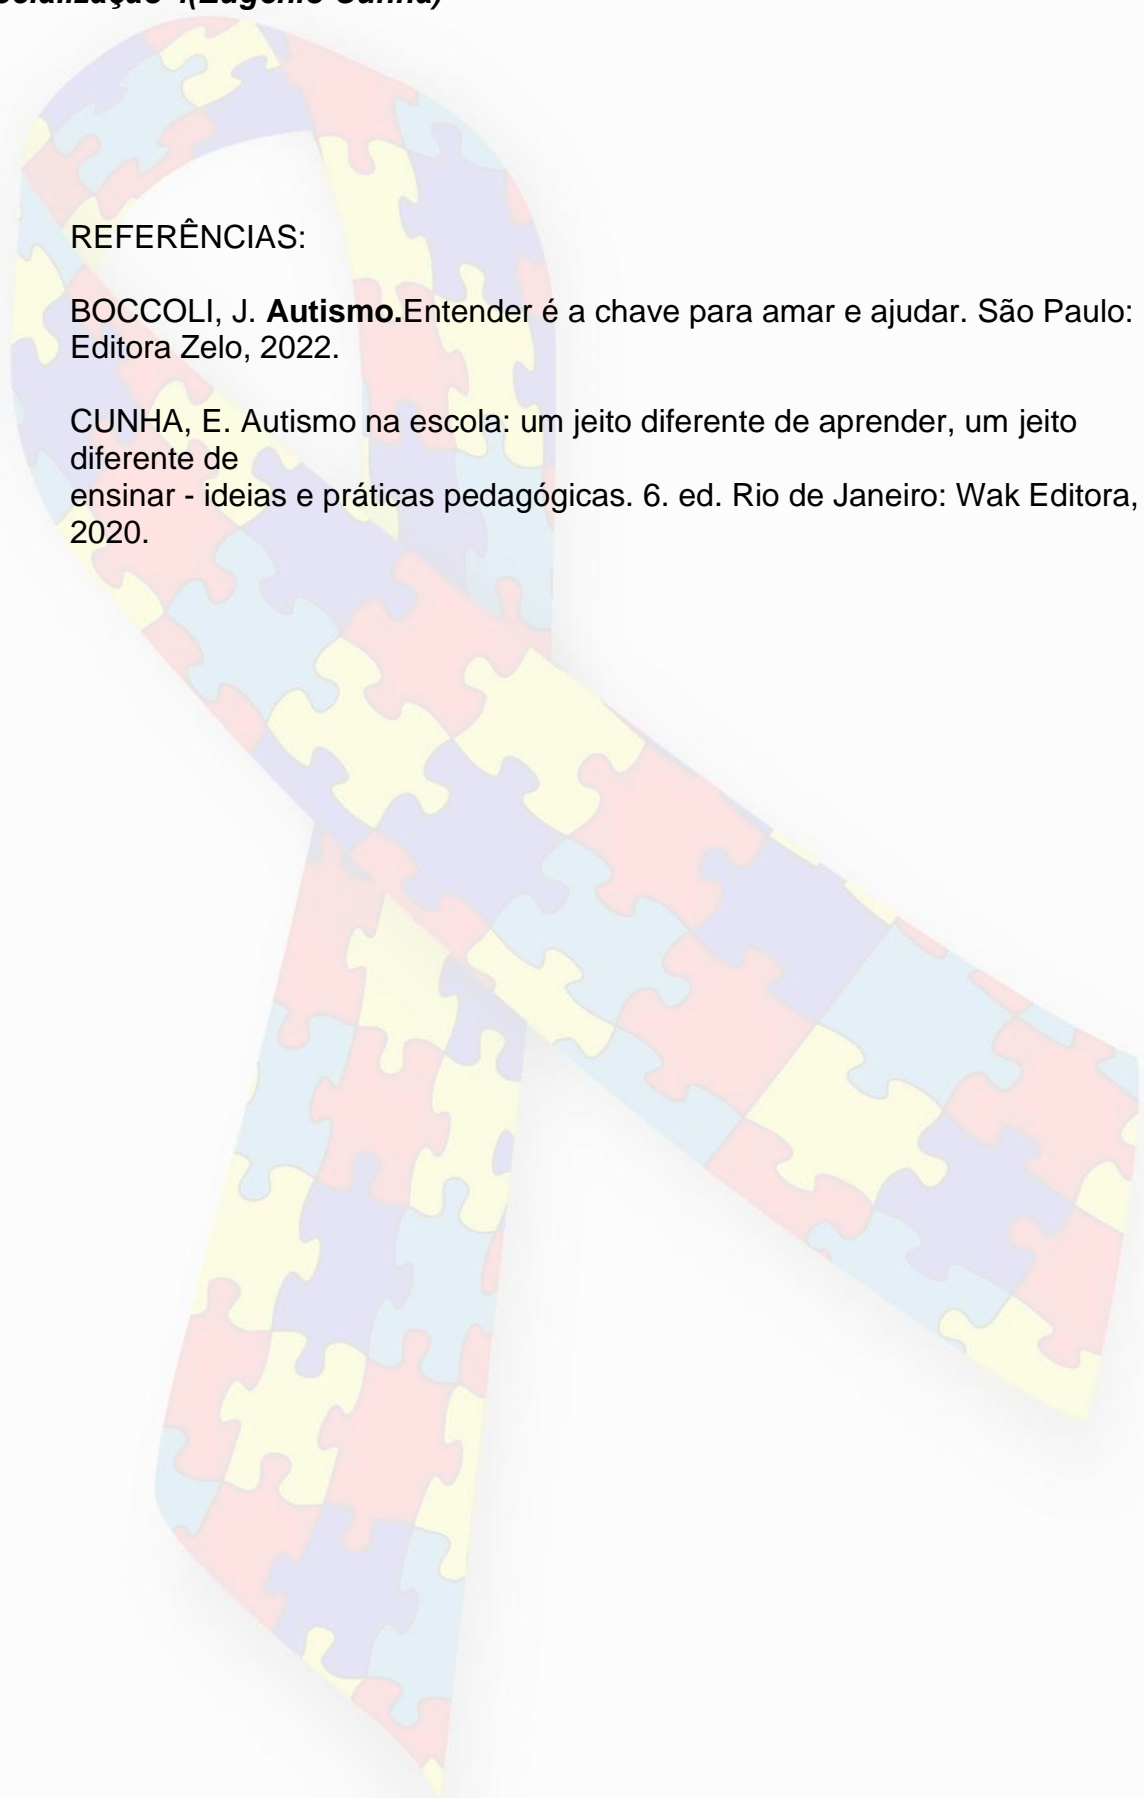 (Eugênio Cunha)
REFERÊNCIAS:
BOCCOLI, J. Autismo.Entender é a chave para amar e ajudar. São Paulo:
Editora Zelo, 2022.
CUNHA, E. Autismo na escola: um jeito diferente de aprender, um jeito
diferente de
ensinar - ideias e práticas pedagógicas. 6. ed. Rio de Janeiro: Wak Editora,
2020.